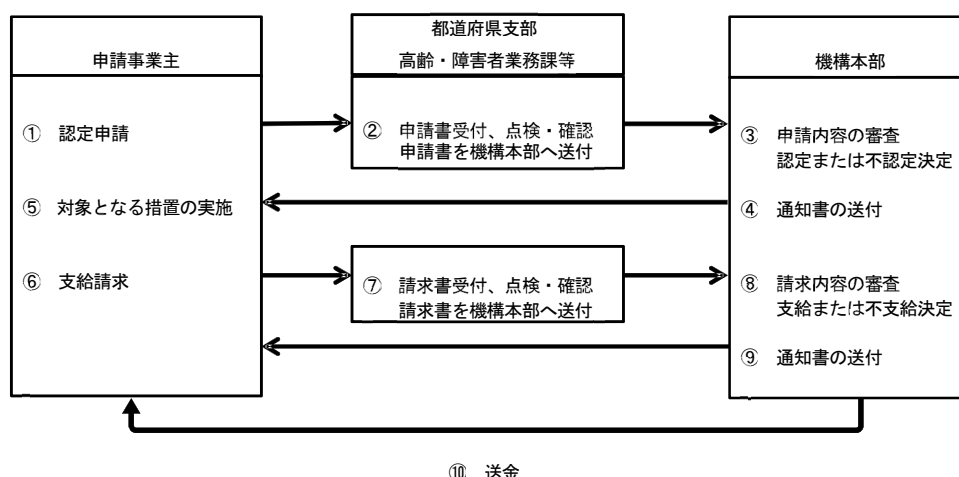 申請事業主
① 認定申請
⑤ 対象となる措置の実施
⑥ 支給請求
都道府県支部
高齢・障害者業務課等
② 申請書受付、点検・確認
申請書を機構本部へ送付
⑦ 請求書受付、点検・確認
請求書を機構本部へ送付
機構本部
③ 申請内容の審査
認定または不認定決定
④ 通知書の送付
⑧ 請求内容の審査
支給または不支給決定
⑨ 通知書の送付
⑩ 送金